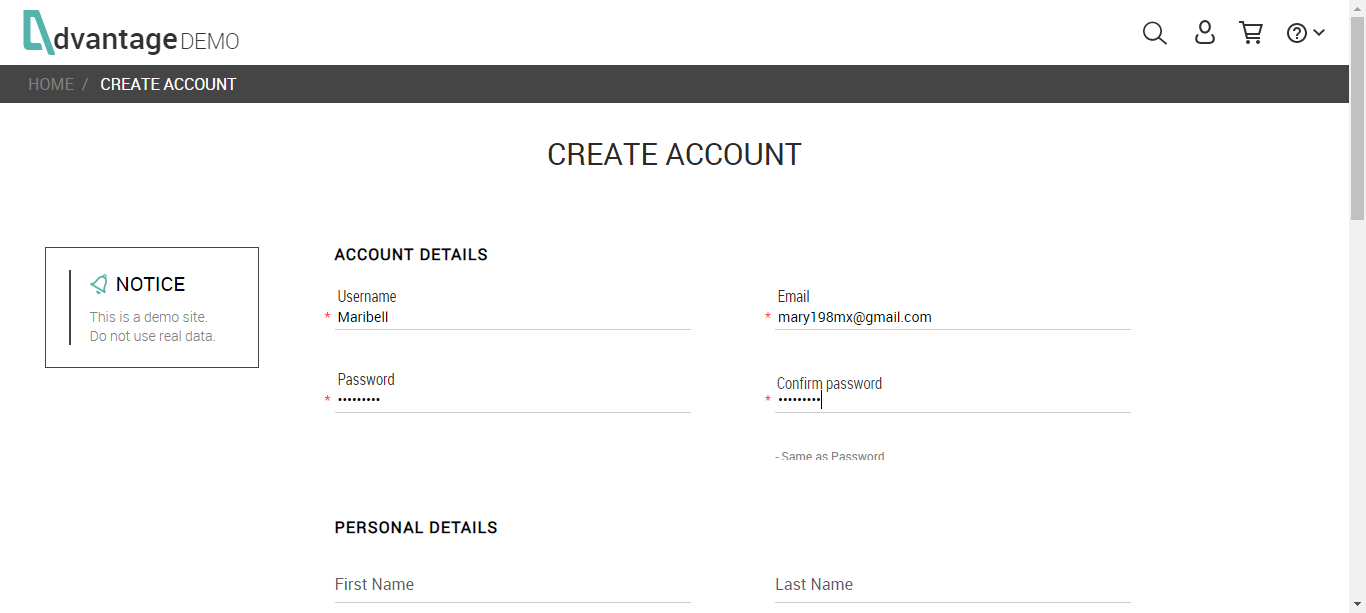 dvantage DEMO
HOME / CREATE ACCOUNT
CREATE ACCOUNT
NOTICE
This is a demo site.
Do not use real data.
ACCOUNT DETAILS
Username
* Maribell
Email
* mary198mx@gmail.com
Password
* •••••••••
Confirm password
* •••••••••
- Same as Password
PERSONAL DETAILS
First Name
Last Name